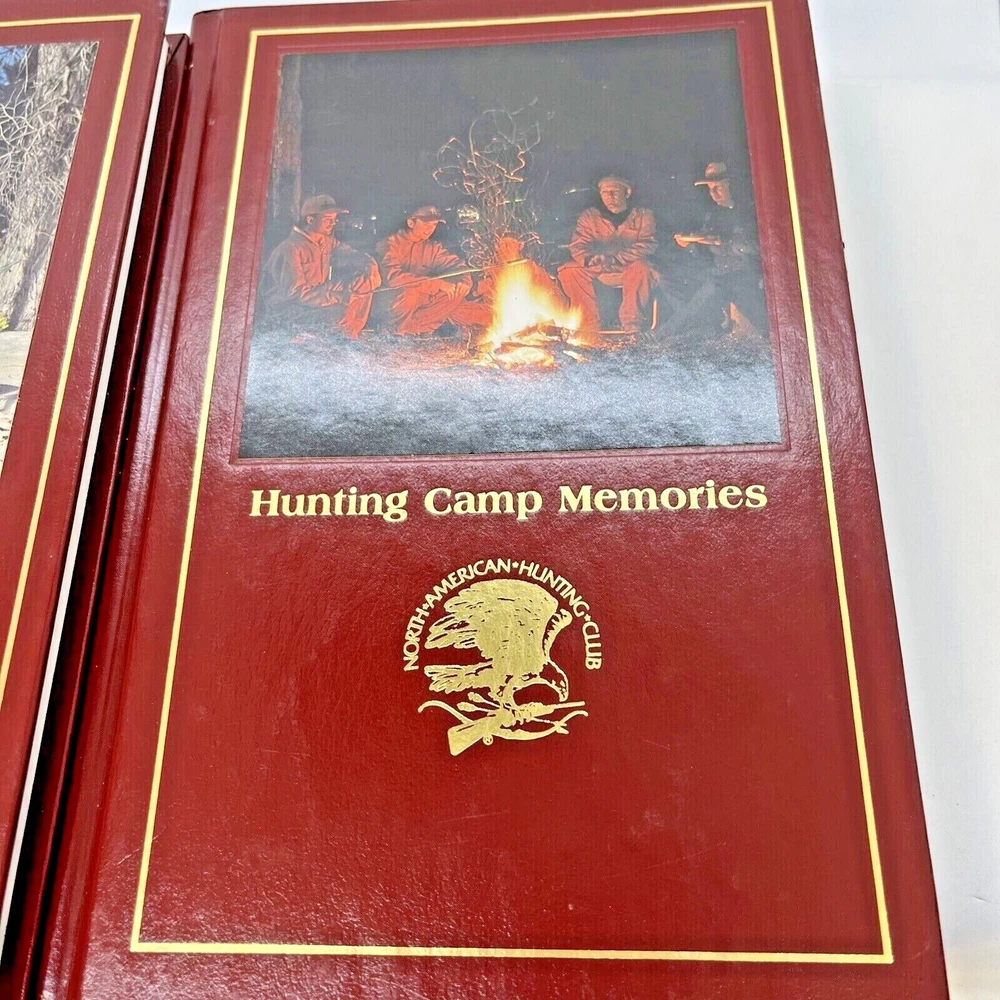 Hunting Camp Memories
NORTH•AMERICAN•HUNTING•CLUB
®